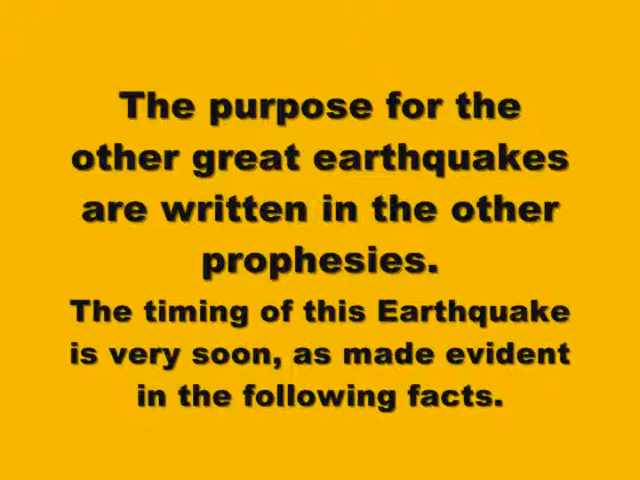 The purpose for the
other great earthquakes
are written in the other
prophesies.
The timing of this Earthquake
is very soon, as made evident
in the following facts.